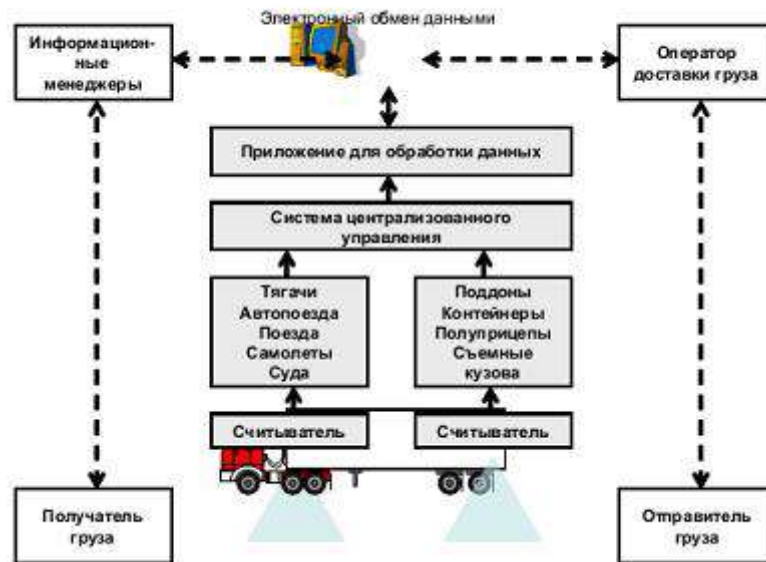 Электронный обмен данными
Информацион-
ные
менеджеры
Оператор
доставки груза
Приложение для обработки данных
Система централизованного
управления
Тягачи
Автопоезда
Поезда
Самолеты
Суда
Поддоны
Контейнеры
Полуприцепы
Съемные
кузова
Считыватель
Считыватель
Получатель
груза
Отправитель
груза